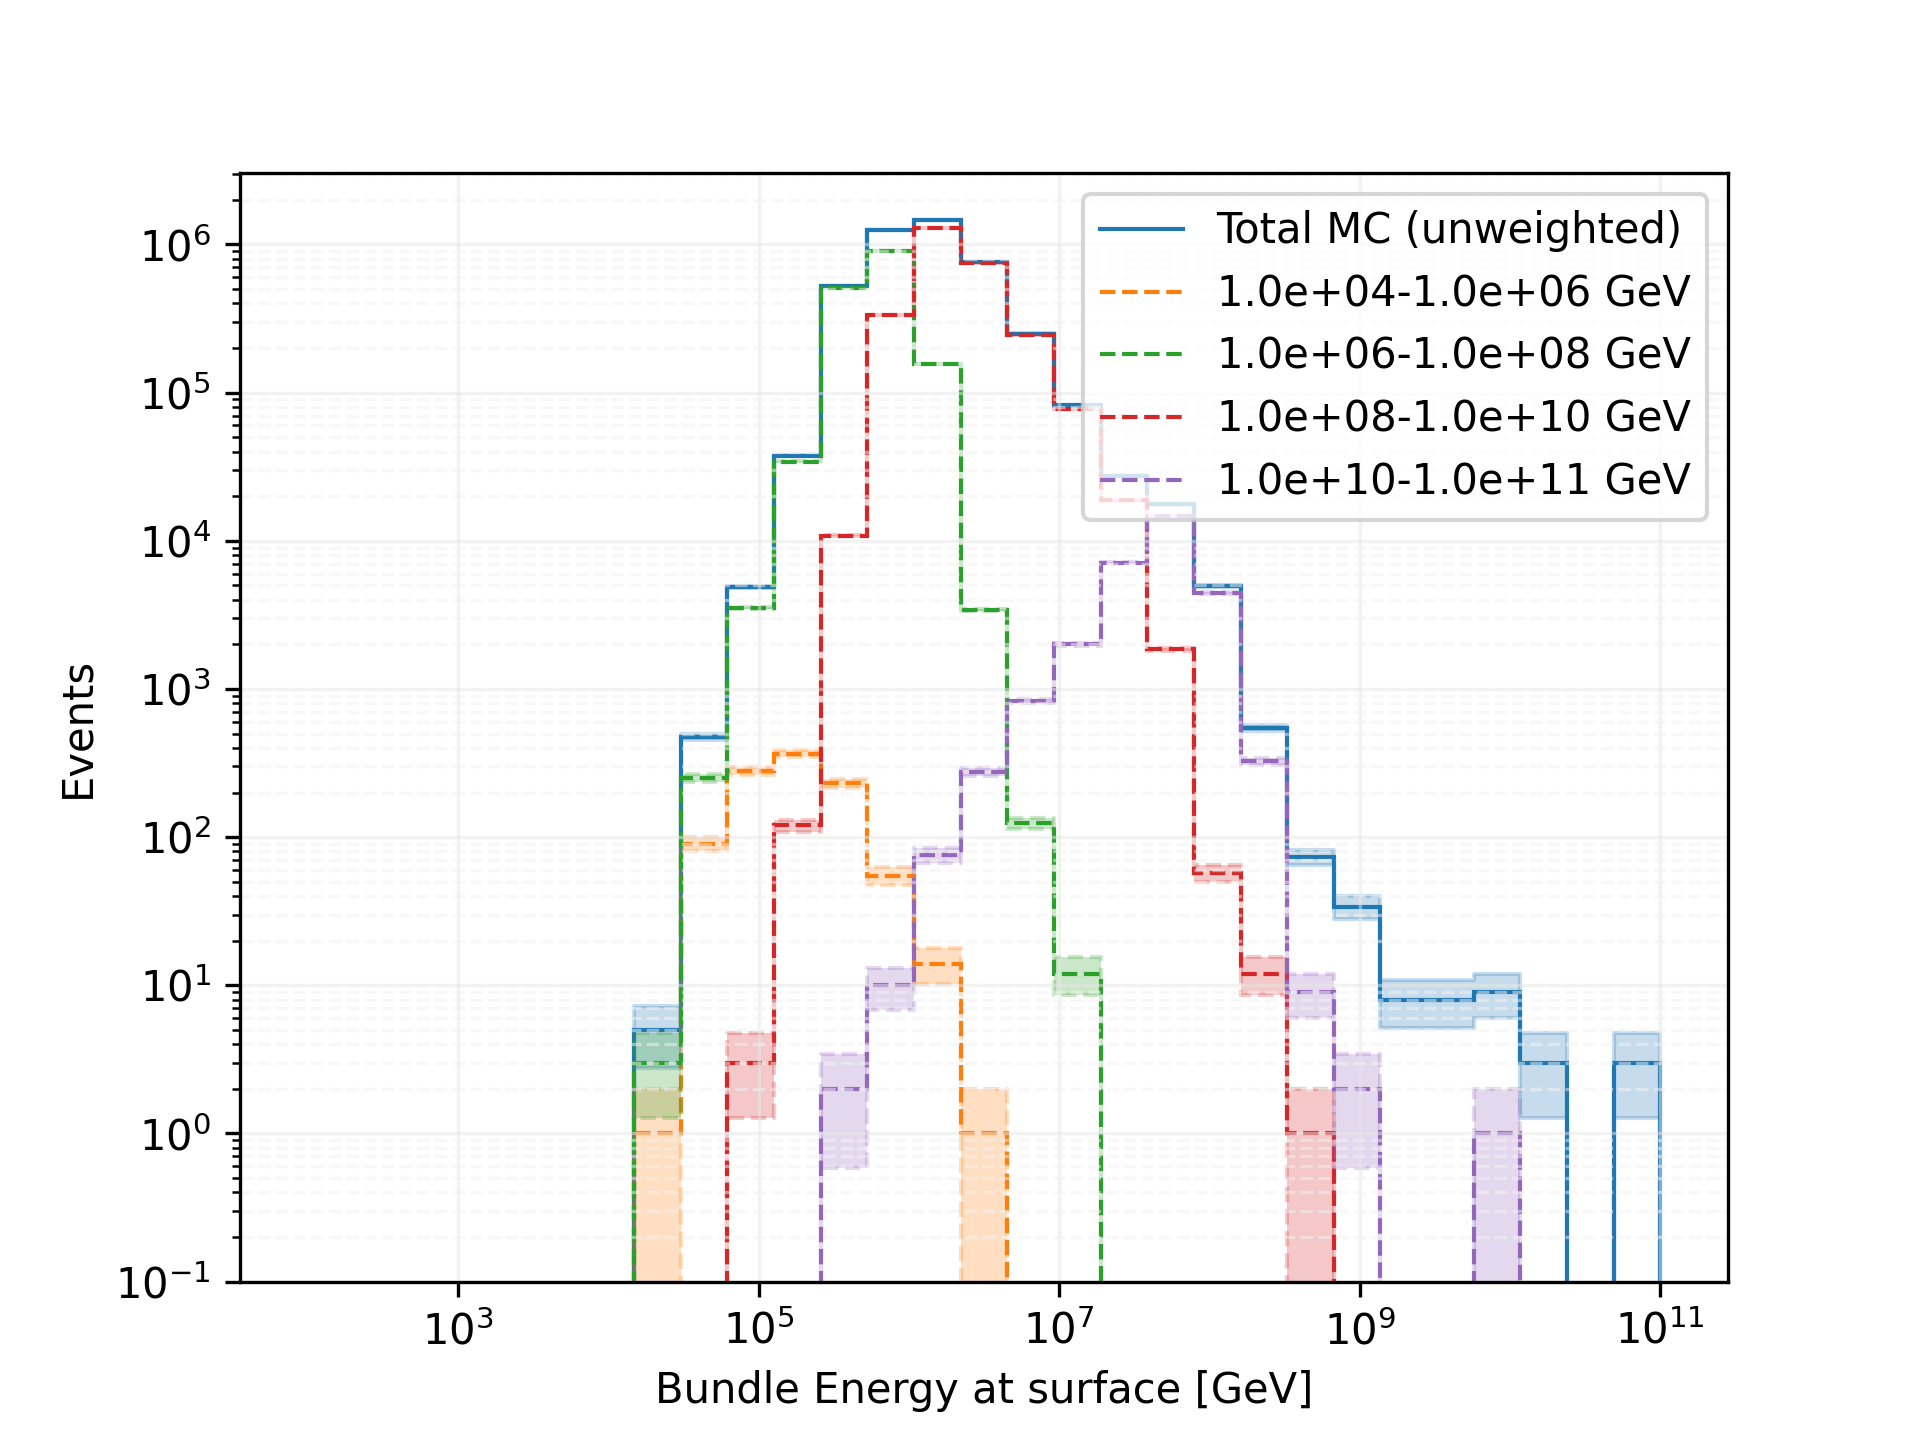 Total MC (unweighted)
1.0e+04-1.0e+06 GeV
1.0e+06-1.0e+08 GeV
1.0e+08-1.0e+10 GeV
1.0e+10-1.0e+11 GeV
Events
10⁶
10⁵
10⁴
10³
10²
10¹
10⁰
10⁻¹
10³ 10⁵ 10⁷ 10⁹ 10¹¹
Bundle Energy at surface [GeV]